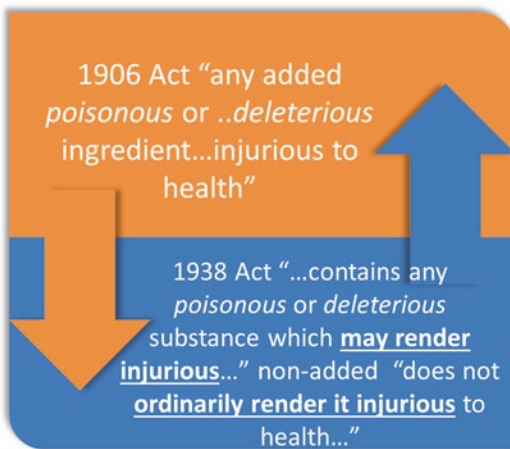 1906 Act “any added
poisonous or ..deleterious
ingredient...injurious to
health”
1938 Act “...contains any
poisonous or deleterious
substance which may render
injurious...” non-added “does not
ordinarily render it injurious to
health...”